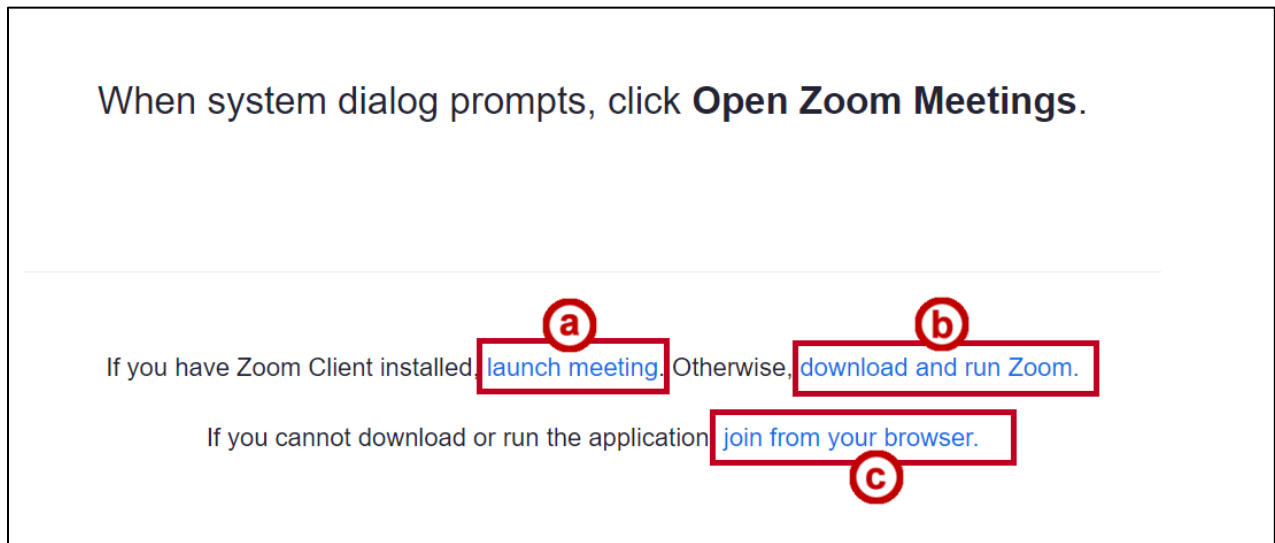 When system dialog prompts, click Open Zoom Meetings.
a
b
If you have Zoom Client installed, launch meeting. Otherwise, download and run Zoom.
If you cannot download or run the application join from your browser.
c